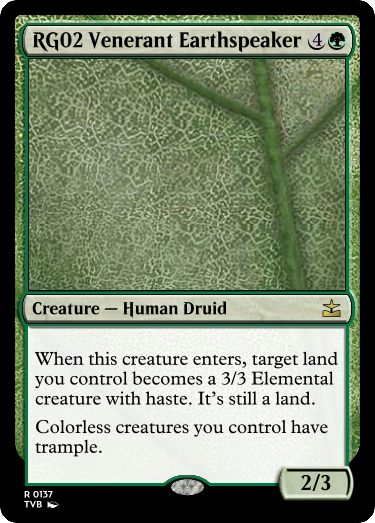 RG02 Venerant Earthspeaker 4
Creature — Human Druid
When this creature enters, target land
you control becomes a 3/3 Elemental
creature with haste. It's still a land.
Colorless creatures you control have
trample.
2/3
R 0137
TVB